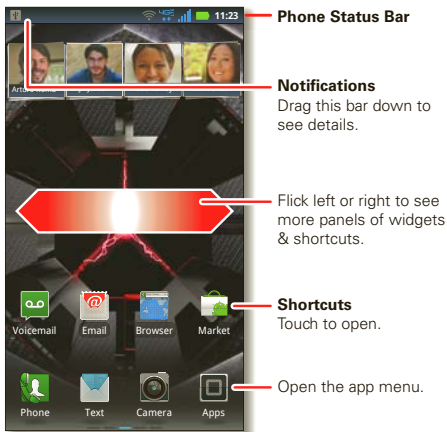 4G 11:23
Phone Status Bar
Notifications
Drag this bar down to
see details.
Flick left or right to see
more panels of widgets
& shortcuts.
Voicemail Email Browser Market
Shortcuts
Touch to open.
Open the app menu.
Phone Text Camera Apps